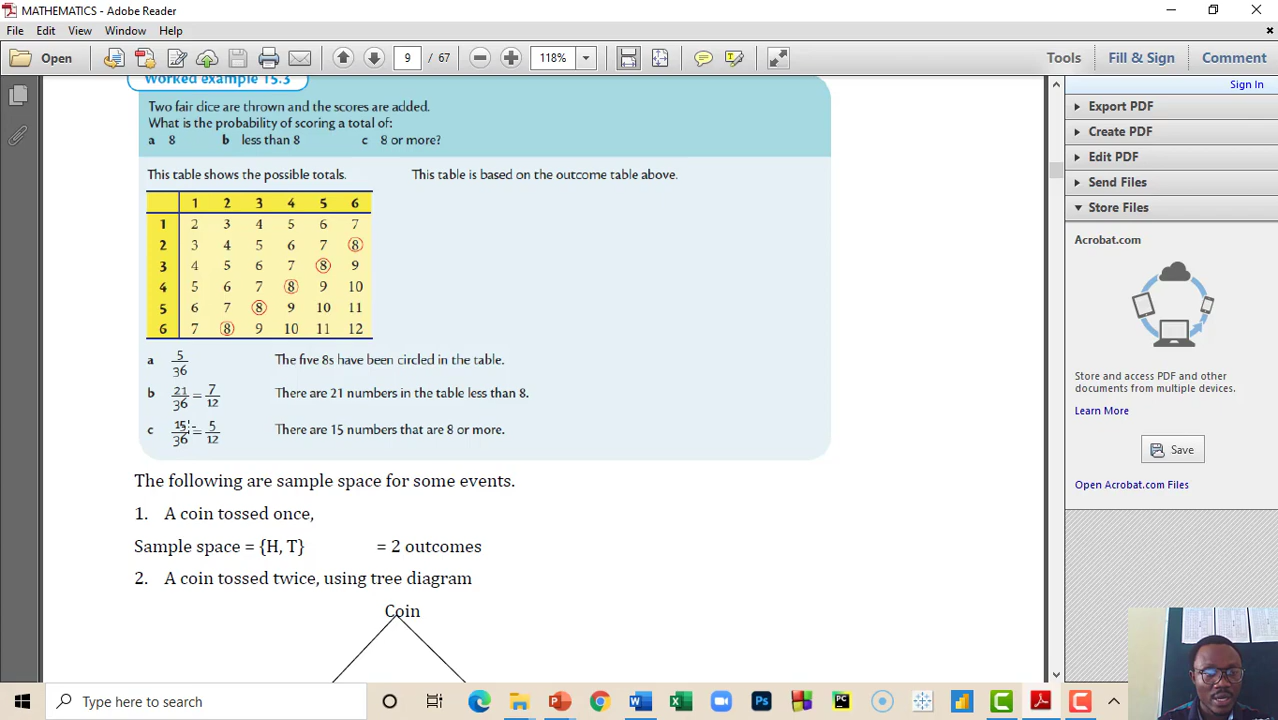 MATHEMATICS - Adobe Reader
File Edit View Window Help
Open 9 / 67 118% Tools Fill & Sign Comment
Worked example 15.3
Two fair dice are thrown and the scores are added.
What is the probability of scoring a total of:
a 8 b less than 8 c 8 or more?
This table shows the possible totals. This table is based on the outcome table above.
1 2 3 4 5 6
1 2 3 4 5 6 7
2 3 4 5 6 7 8
3 4 5 6 7 8 9
4 5 6 7 8 9 10
5 6 7 8 9 10 11
6 7 8 9 10 11 12
a 5/36 The five 8s have been circled in the table.
b 21/36 = 7/12 There are 21 numbers in the table less than 8.
c 15/36 = 5/12 There are 15 numbers that are 8 or more.
The following are sample space for some events.
1. A coin tossed once,
Sample space = {H, T} = 2 outcomes
2. A coin tossed twice, using tree diagram
Coin
Sign In
Export PDF
Create PDF
Edit PDF
Send Files
Store Files
Acrobat.com
Store and access PDF and other
documents from multiple devices.
Learn More
Save
Open Acrobat.com Files
Type here to search
W
X
Ps
PC
C
C